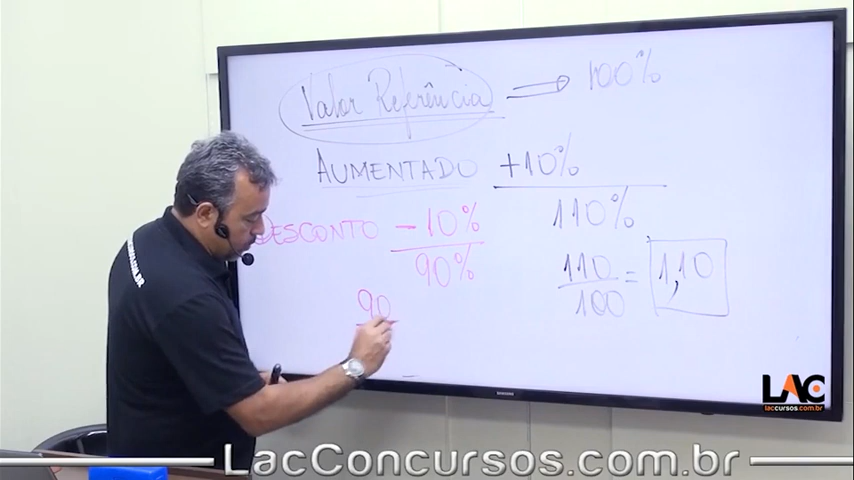 Valor Referência 100%
AUMENTADO +10%
110%
DESCONTO -10%
90%
110
100
= 1,10
90
SAMSUNG
LAC
laccursos.com.br
LacConcursos.Com.br